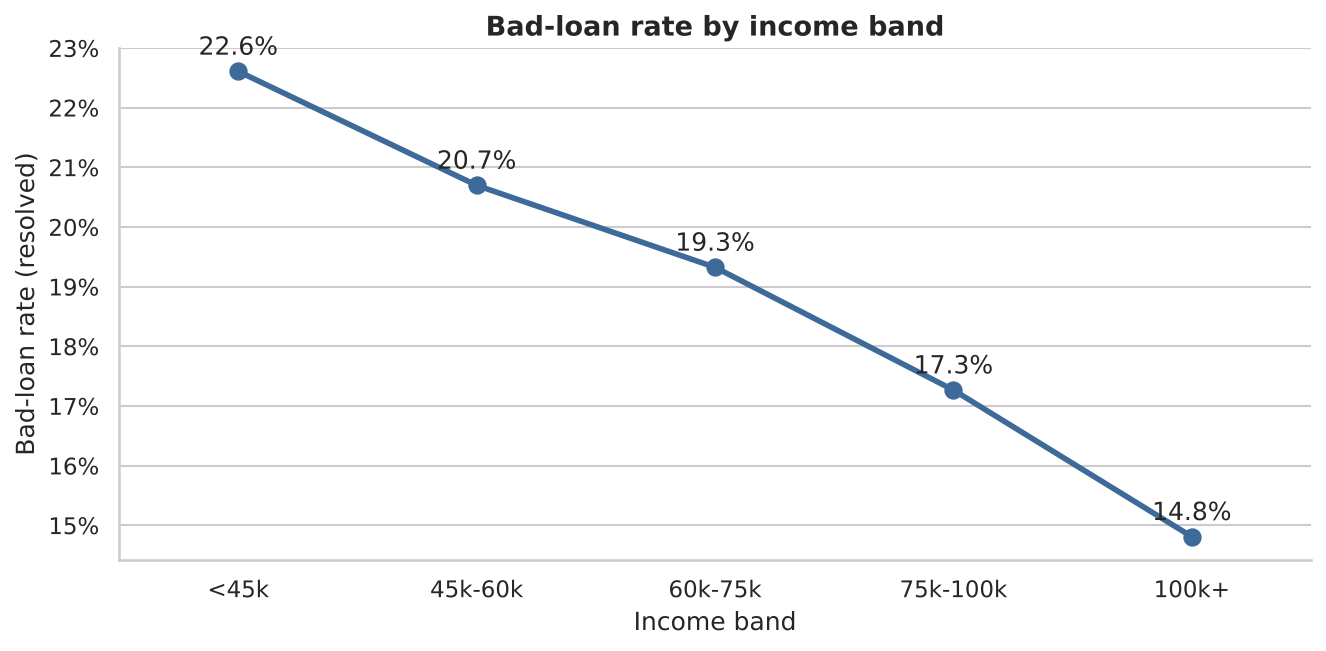 Bad-loan rate by income band
Bad-loan rate (resolved)
23%
22%
21%
20%
19%
18%
17%
16%
15%
22.6%
20.7%
19.3%
17.3%
14.8%
<45k
45k-60k
60k-75k
75k-100k
100k+
Income band